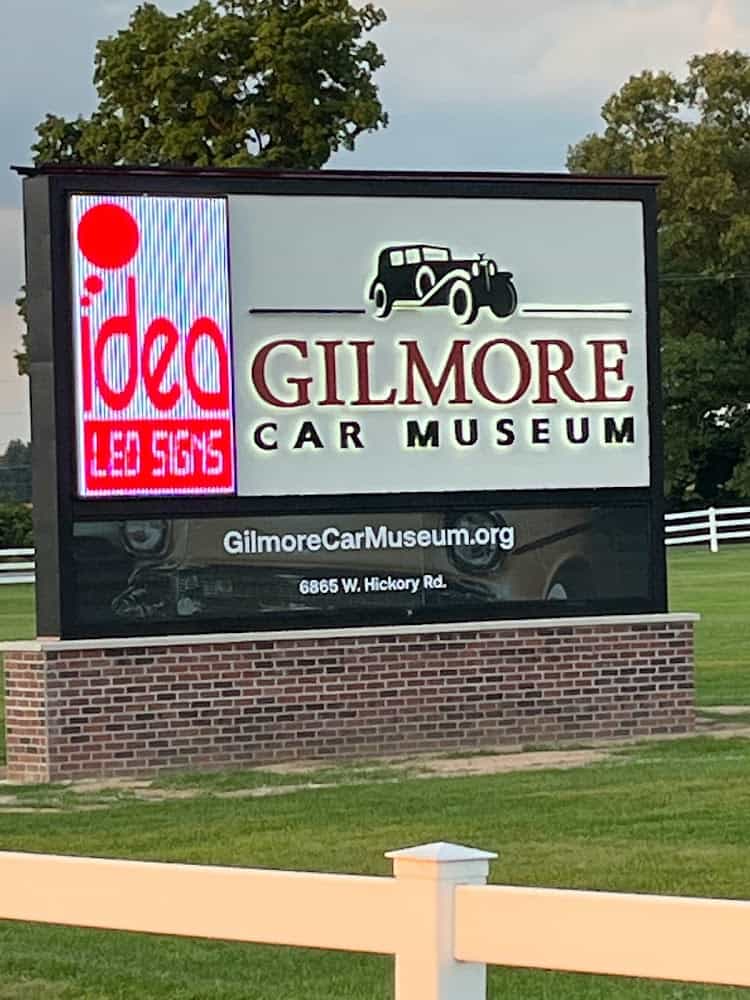 idea
LED SIGNS
GILMORE
CAR MUSEUM
GilmoreCarMuseum.org
6865 W. Hickory Rd.